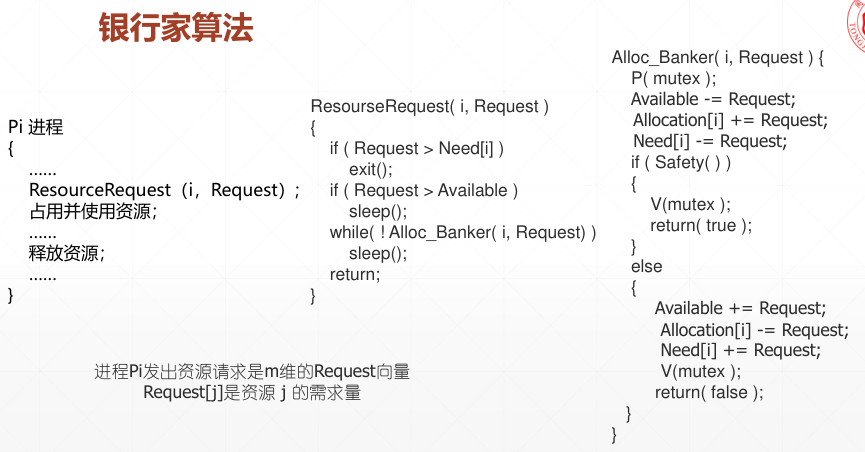 银行家算法
Pi 进程
{
......
ResourceRequest（i，Request）;
占用并使用资源；
......
释放资源；
......
}
ResourseRequest( i, Request )
{
if ( Request > Need[i] )
exit();
if ( Request > Available )
sleep();
while( ! Alloc_Banker( i, Request) )
sleep();
return;
}
Alloc_Banker( i, Request ) {
P( mutex );
Available -= Request;
Allocation[i] += Request;
Need[i] -= Request;
if ( Safety( ) )
{
V(mutex );
return( true );
}
else
{
Available += Request;
Allocation[i] -= Request;
Need[i] += Request;
V(mutex );
return( false );
}
}
进程Pi发出资源请求是m维的Request向量
Request[j]是资源 j 的需求量